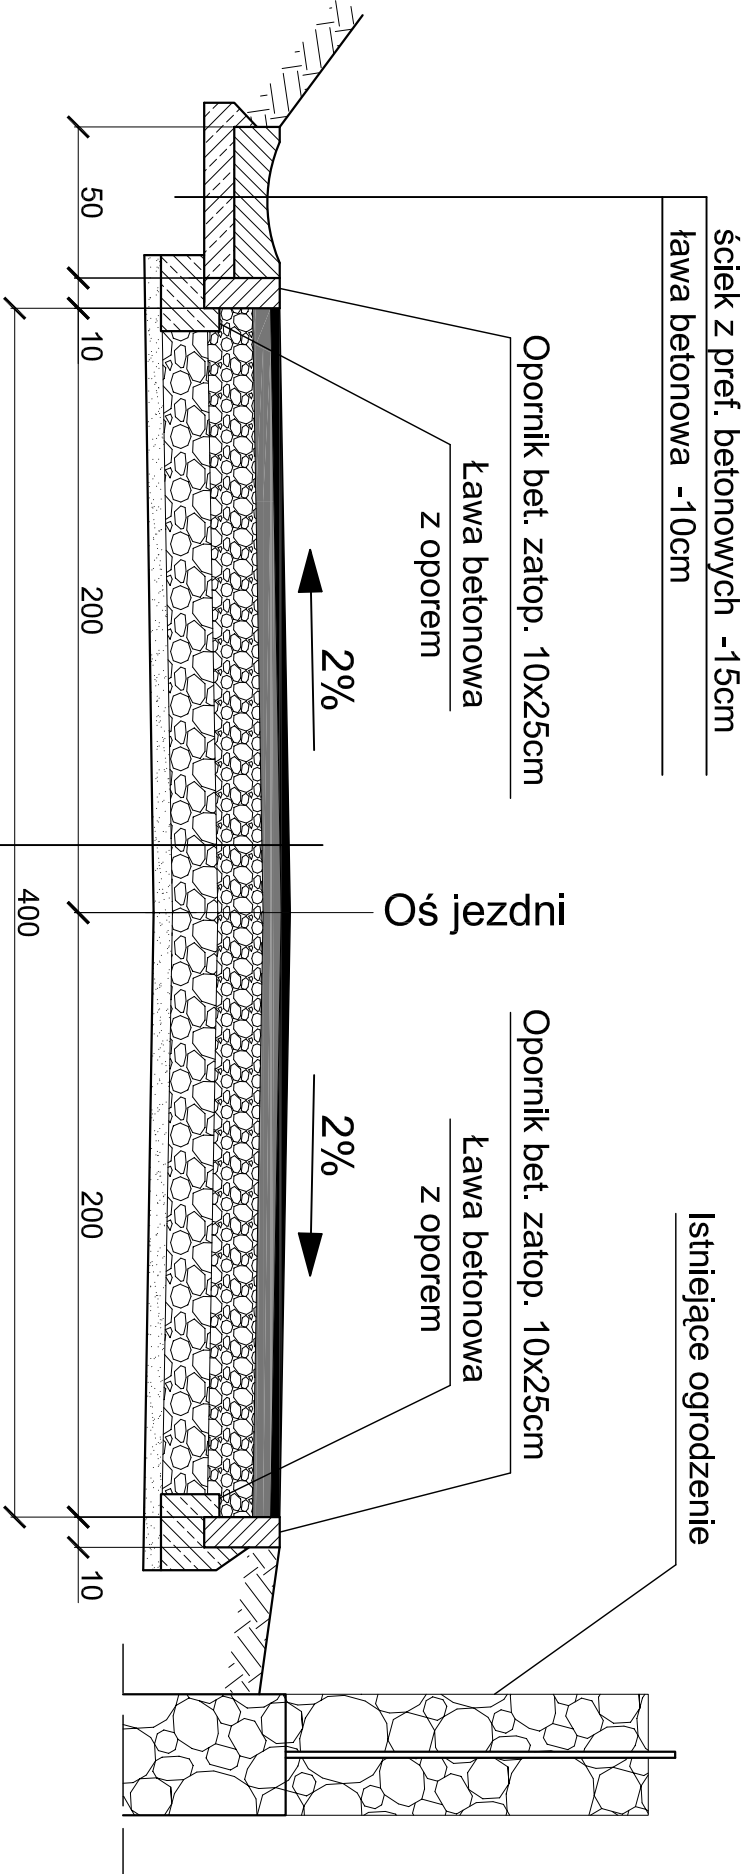 ściek z pref. betonowych -15cm
ława betonowa -10cm
Opornik bet. zatop. 10x25cm
Ława betonowa
z oporem
2%
Oś jezdni
2%
Opornik bet. zatop. 10x25cm
Ława betonowa
z oporem
Istniejące ogrodzenie
50
10
200
200
10
400